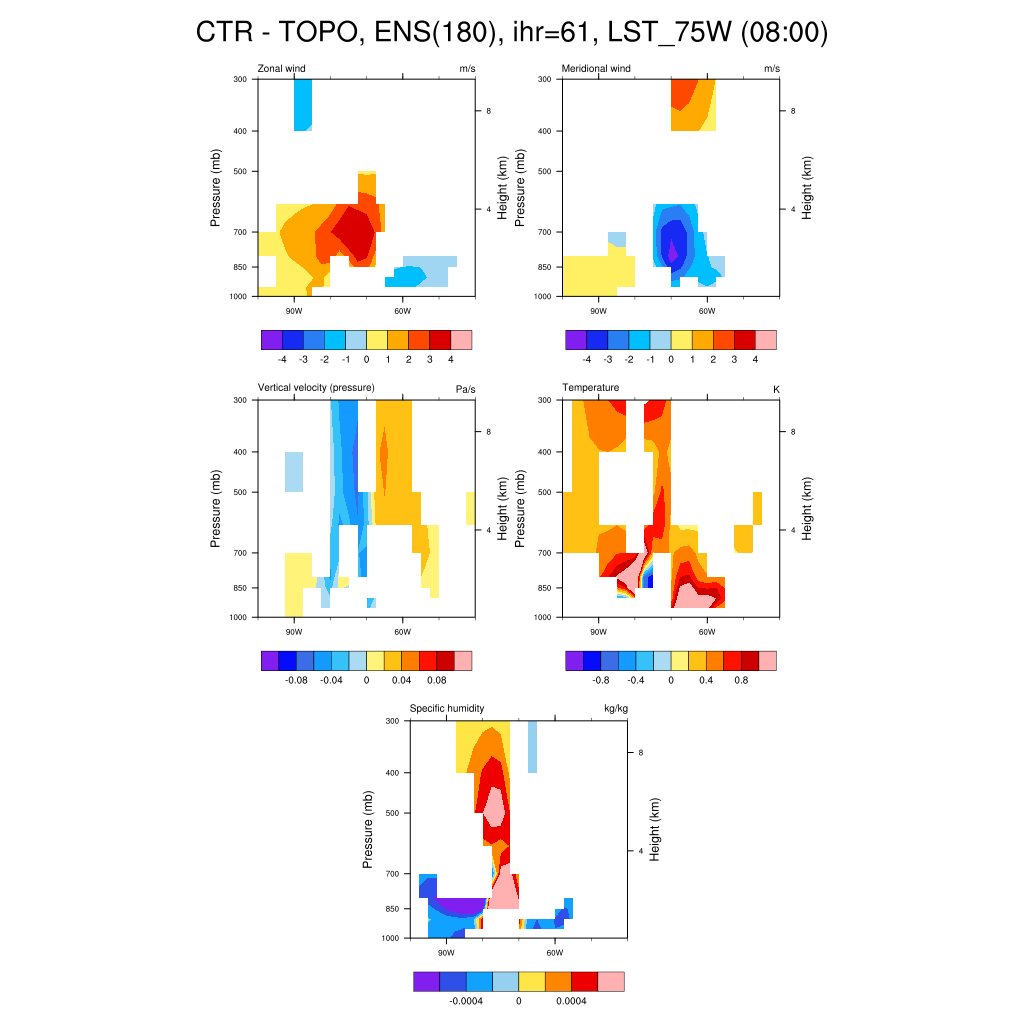 CTR - TOPO, ENS(180), ihr=61, LST_75W (08:00)
Zonal wind m/s
Meridional wind m/s
300
400
500
700
850
1000
Pressure (mb)
8
4
Height (km)
90W 60W
300
400
500
700
850
1000
Pressure (mb)
8
4
Height (km)
90W 60W
-4 -3 -2 -1 0 1 2 3 4
-4 -3 -2 -1 0 1 2 3 4
Vertical velocity (pressure) Pa/s
Temperature K
300
400
500
700
850
1000
Pressure (mb)
8
4
Height (km)
90W 60W
300
400
500
700
850
1000
Pressure (mb)
8
4
Height (km)
90W 60W
-0.08 -0.04 0 0.04 0.08
-0.8 -0.4 0 0.4 0.8
Specific humidity kg/kg
300
400
500
700
850
1000
Pressure (mb)
8
4
Height (km)
90W 60W
-0.0004 0 0.0004